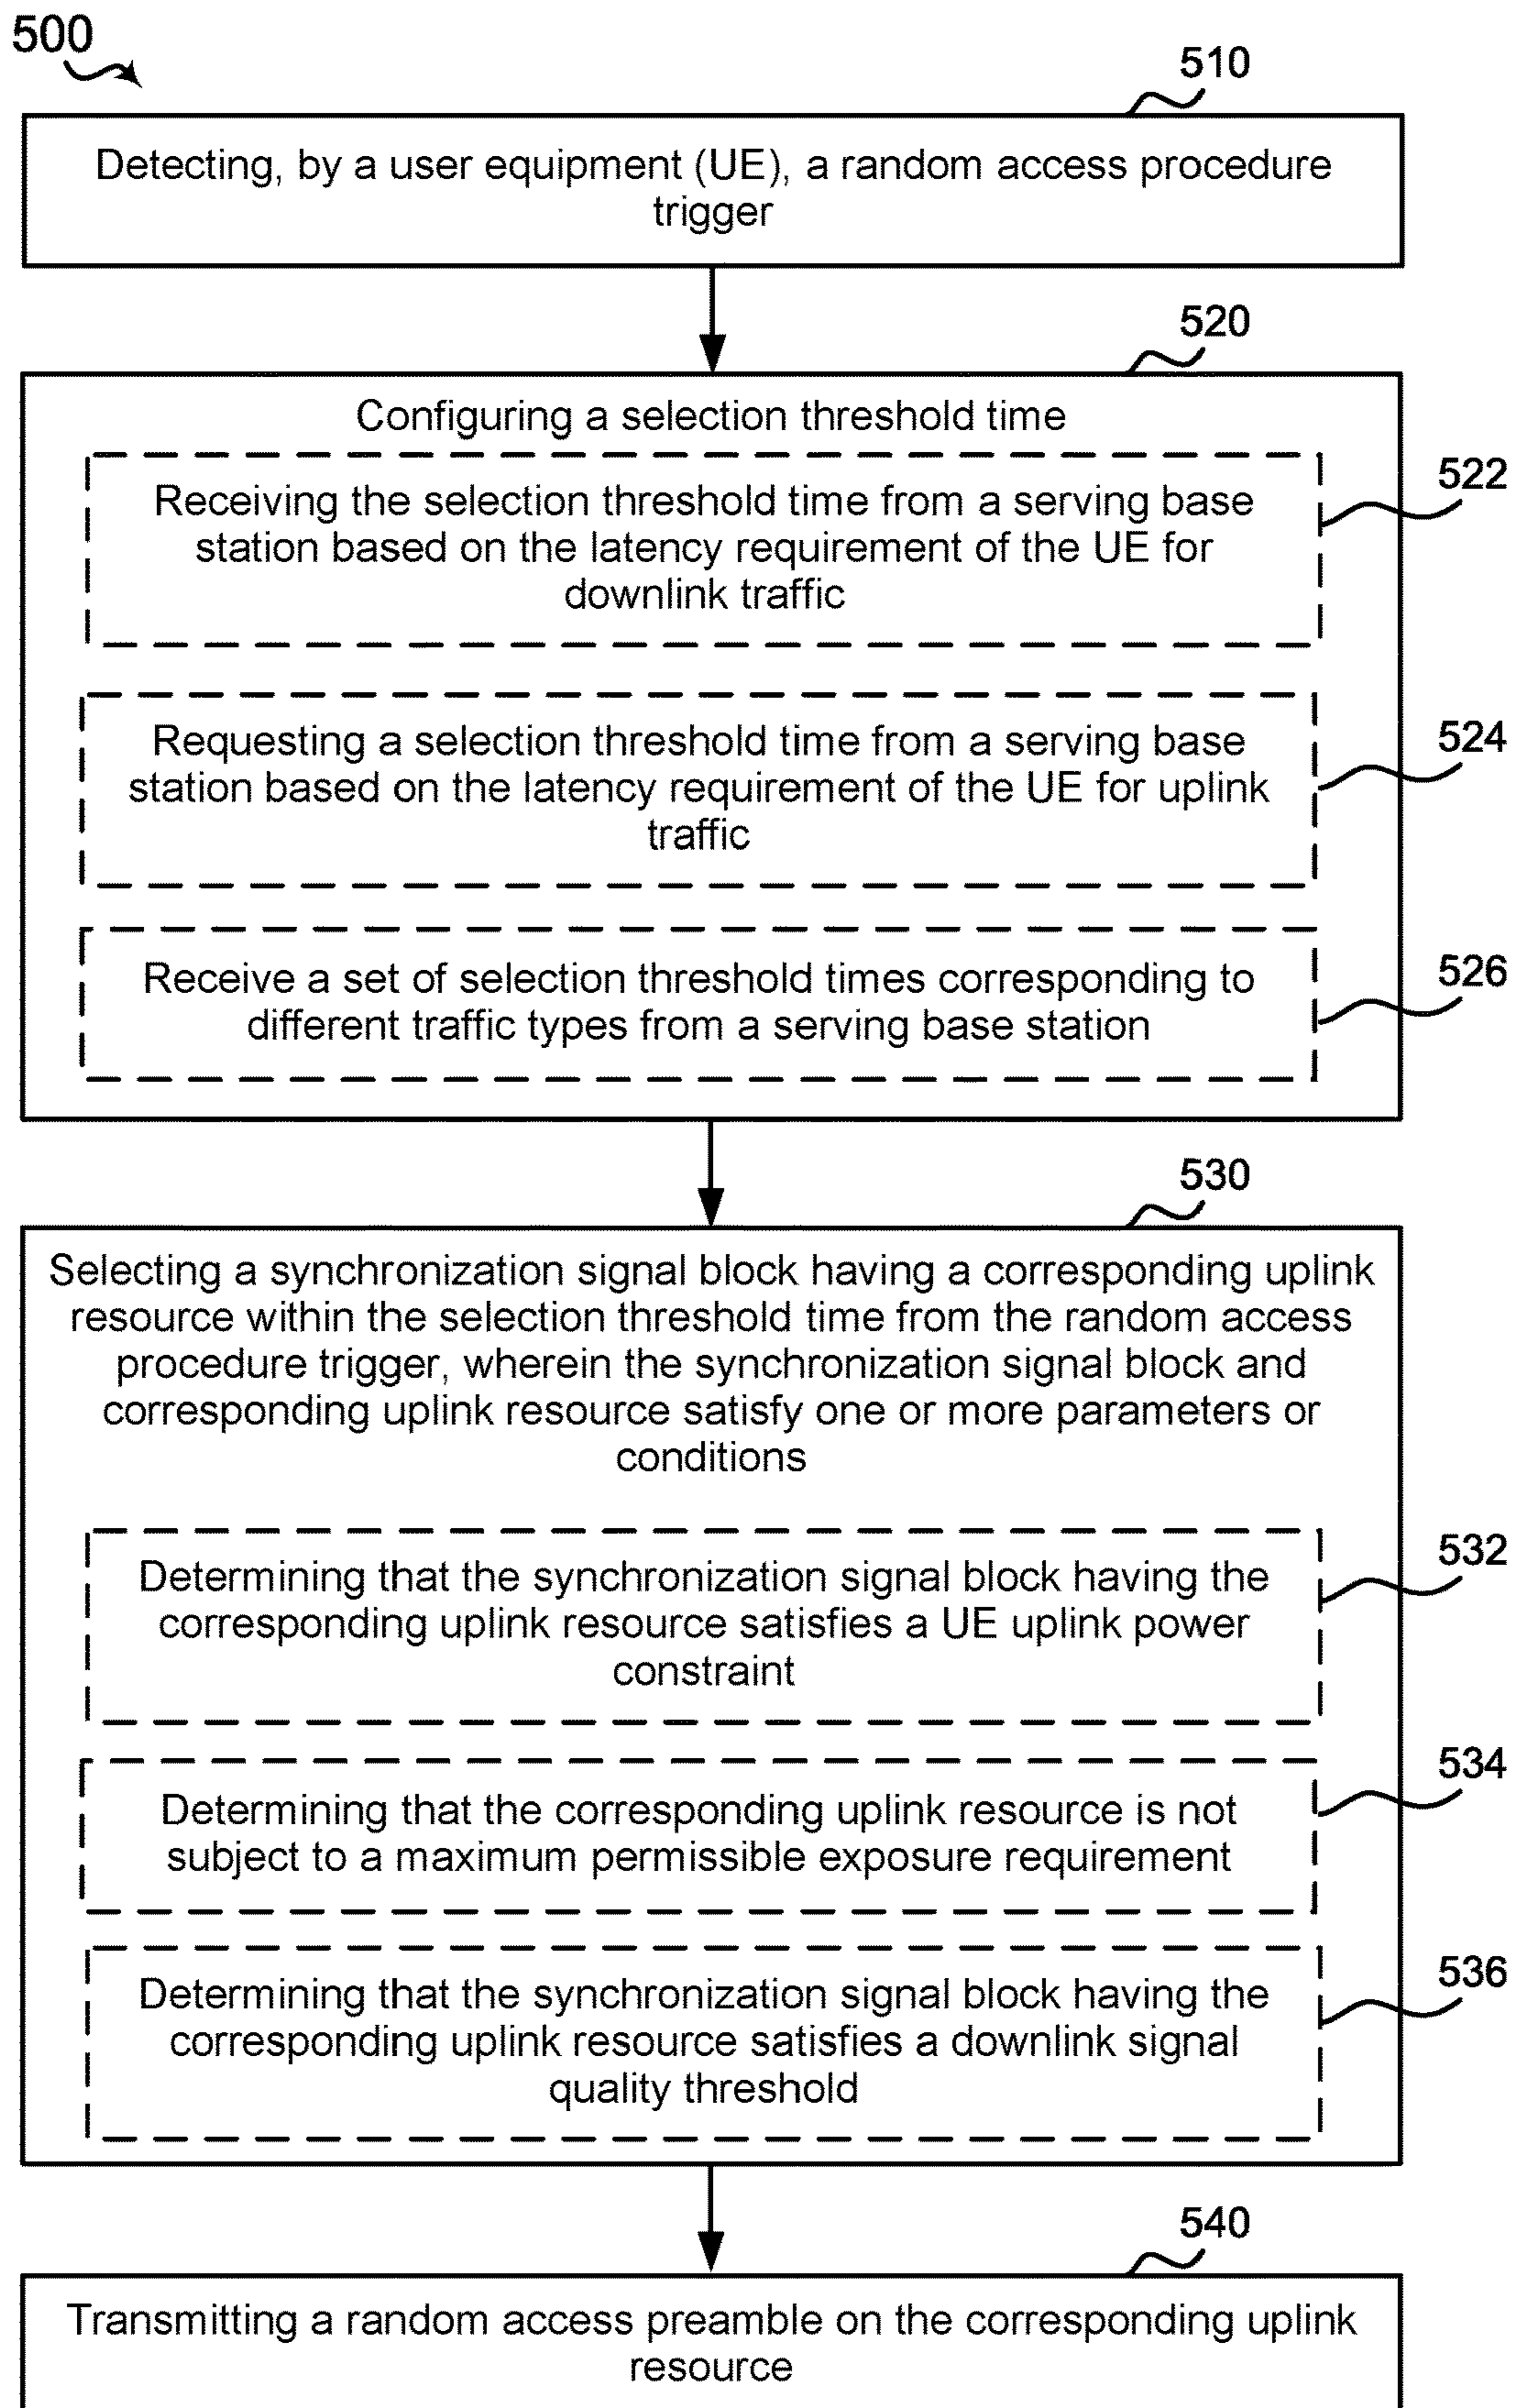 500
510
Detecting, by a user equipment (UE), a random access procedure
trigger
520
Configuring a selection threshold time
522
Receiving the selection threshold time from a serving base
station based on the latency requirement of the UE for
downlink traffic
524
Requesting a selection threshold time from a serving base
station based on the latency requirement of the UE for uplink
traffic
526
Receive a set of selection threshold times corresponding to
different traffic types from a serving base station
530
Selecting a synchronization signal block having a corresponding uplink
resource within the selection threshold time from the random access
procedure trigger, wherein the synchronization signal block and
corresponding uplink resource satisfy one or more parameters or
conditions
532
Determining that the synchronization signal block having the
corresponding uplink resource satisfies a UE uplink power
constraint
534
Determining that the corresponding uplink resource is not
subject to a maximum permissible exposure requirement
536
Determining that the synchronization signal block having the
corresponding uplink resource satisfies a downlink signal
quality threshold
540
Transmitting a random access preamble on the corresponding uplink
resource